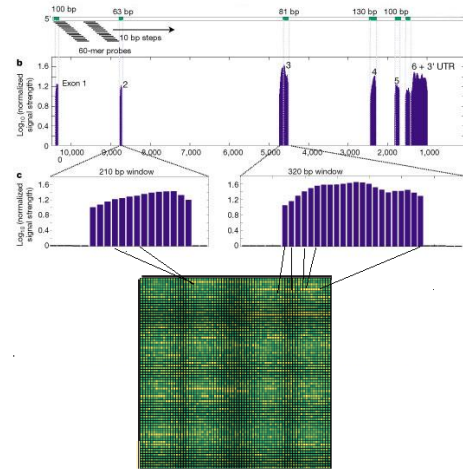 100 bp 63 bp 81 bp 130 bp 100 bp
5'
10 bp steps
60-mer probes
b
Log10 (normalized signal strength)
1.6
1.2
0.8
0.4
0
Exon 1
2
3
4
5
6 + 3' UTR
10,000 9,000 8,000 7,000 6,000 5,000 4,000 3,000 2,000 1,000
0
c
210 bp window
320 bp window
Log10 (normalized signal strength)
1.6
1.2
0.8
0.4
0
1.6
1.2
0.8
0.4
0